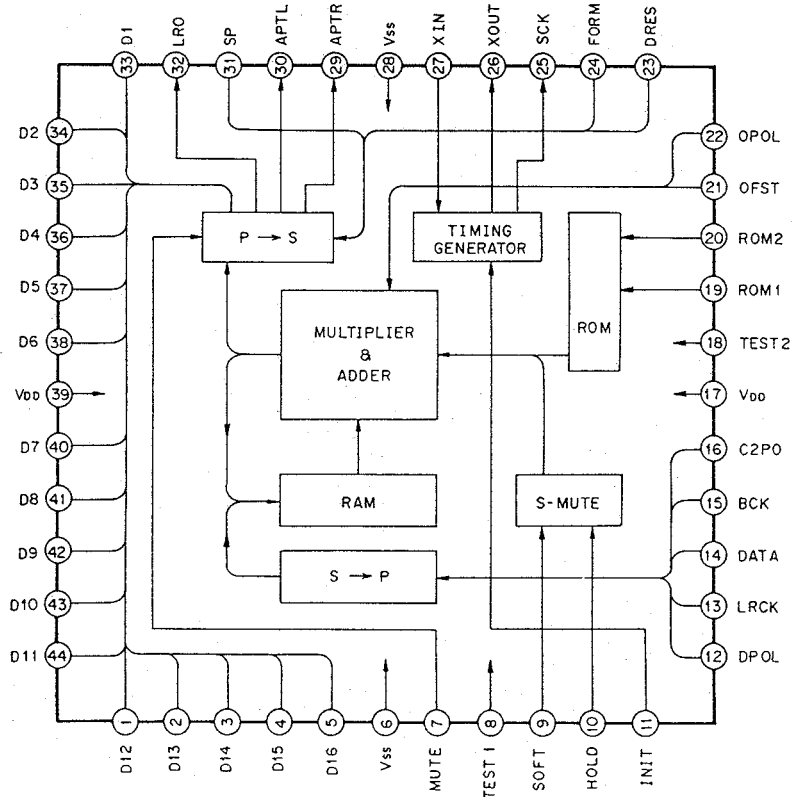 D1
LRO
SP
APTL
APTR
Vss
XIN
XOUT
SCK
FORM
DRES
33
32
31
30
29
28
27
26
25
24
23
D2 34
D3 35
D4 36
D5 37
D6 38
VDD 39
D7 40
D8 41
D9 42
D10 43
D11 44
22 OPOL
21 OFST
20 ROM2
19 ROM1
18 TEST2
17 VDD
16 C2PO
15 BCK
14 DATA
13 LRCK
12 DPOL
P → S
TIMING
GENERATOR
ROM
MULTIPLIER
&
ADDER
RAM
S-MUTE
S → P
1
2
3
4
5
6
7
8
9
10
11
D12
D13
D14
D15
D16
Vss
MUTE
TEST 1
SOFT
HOLD
INIT